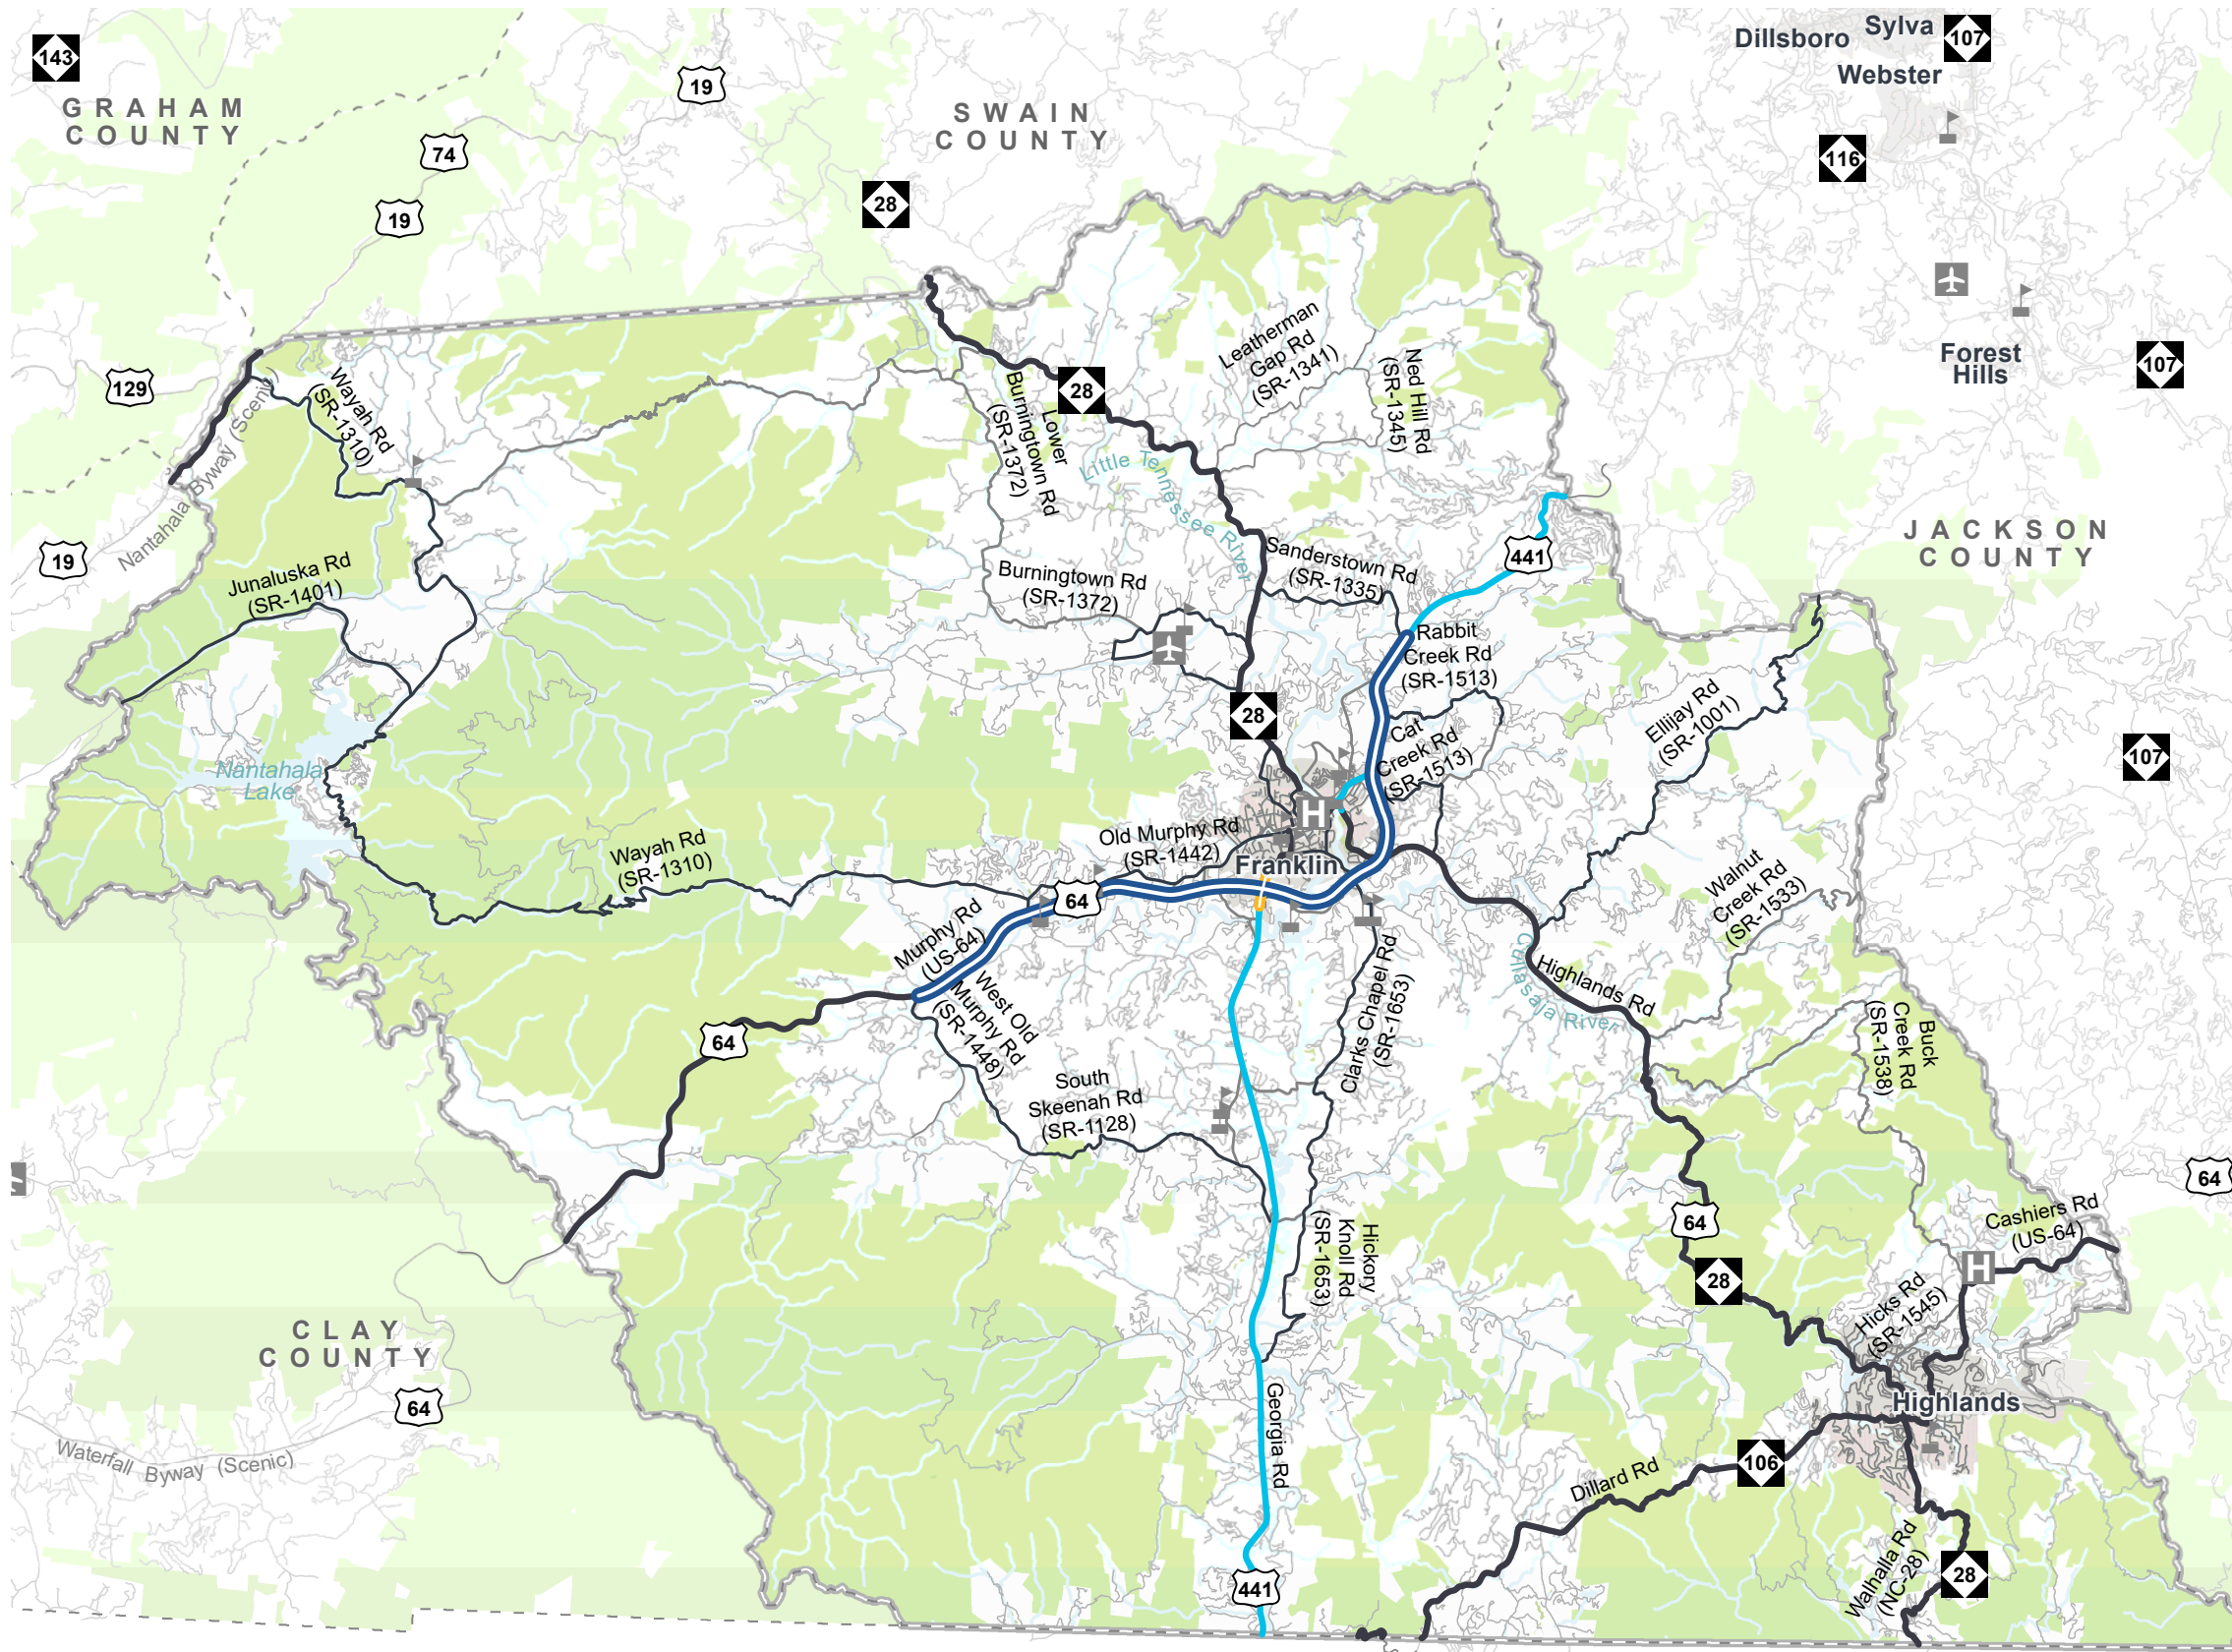 143
GRAHAM
COUNTY
19
74
19
28
SWAIN
COUNTY
Dillsboro
Sylva
107
Webster
116
Forest
Hills
107
129
19
Nantahala Byway (Scenic)
Wayah Rd
(SR-1310)
28
Lower
Burningtown Rd
(SR-1372)
Leatherman
Gap Rd
(SR-1341)
Ned Hill Rd
(SR-1345)
Little Tennessee River
441
JACKSON
COUNTY
Junaluska Rd
(SR-1401)
Burningtown Rd
(SR-1372)
Sanderstown Rd
(SR-1335)
Rabbit
Creek Rd
(SR-1513)
28
Cat
Creek Rd
(SR-1513)
Ellijay Rd
(SR-1001)
107
Nantahala
Lake
H
Old Murphy Rd
(SR-1442)
Franklin
Wayah Rd
(SR-1310)
64
Walnut
Creek Rd
(SR-1533)
Murphy Rd
(US-64)
West Old
Murphy Rd
(SR-1448)
Clarks Chapel Rd
(SR-1653)
Highlands Rd
Cullasaja River
64
Buck
Creek Rd
(SR-1538)
South
Skeenah Rd
(SR-1128)
64
64
Hickory
Knoll Rd
(SR-1653)
Cashiers Rd
(US-64)
H
28
Hicks Rd
(SR-1545)
CLAY
COUNTY
64
Waterfall Byway (Scenic)
Georgia Rd
Highlands
106
Dillard Rd
441
Walhalla Rd
(NC-28)
28